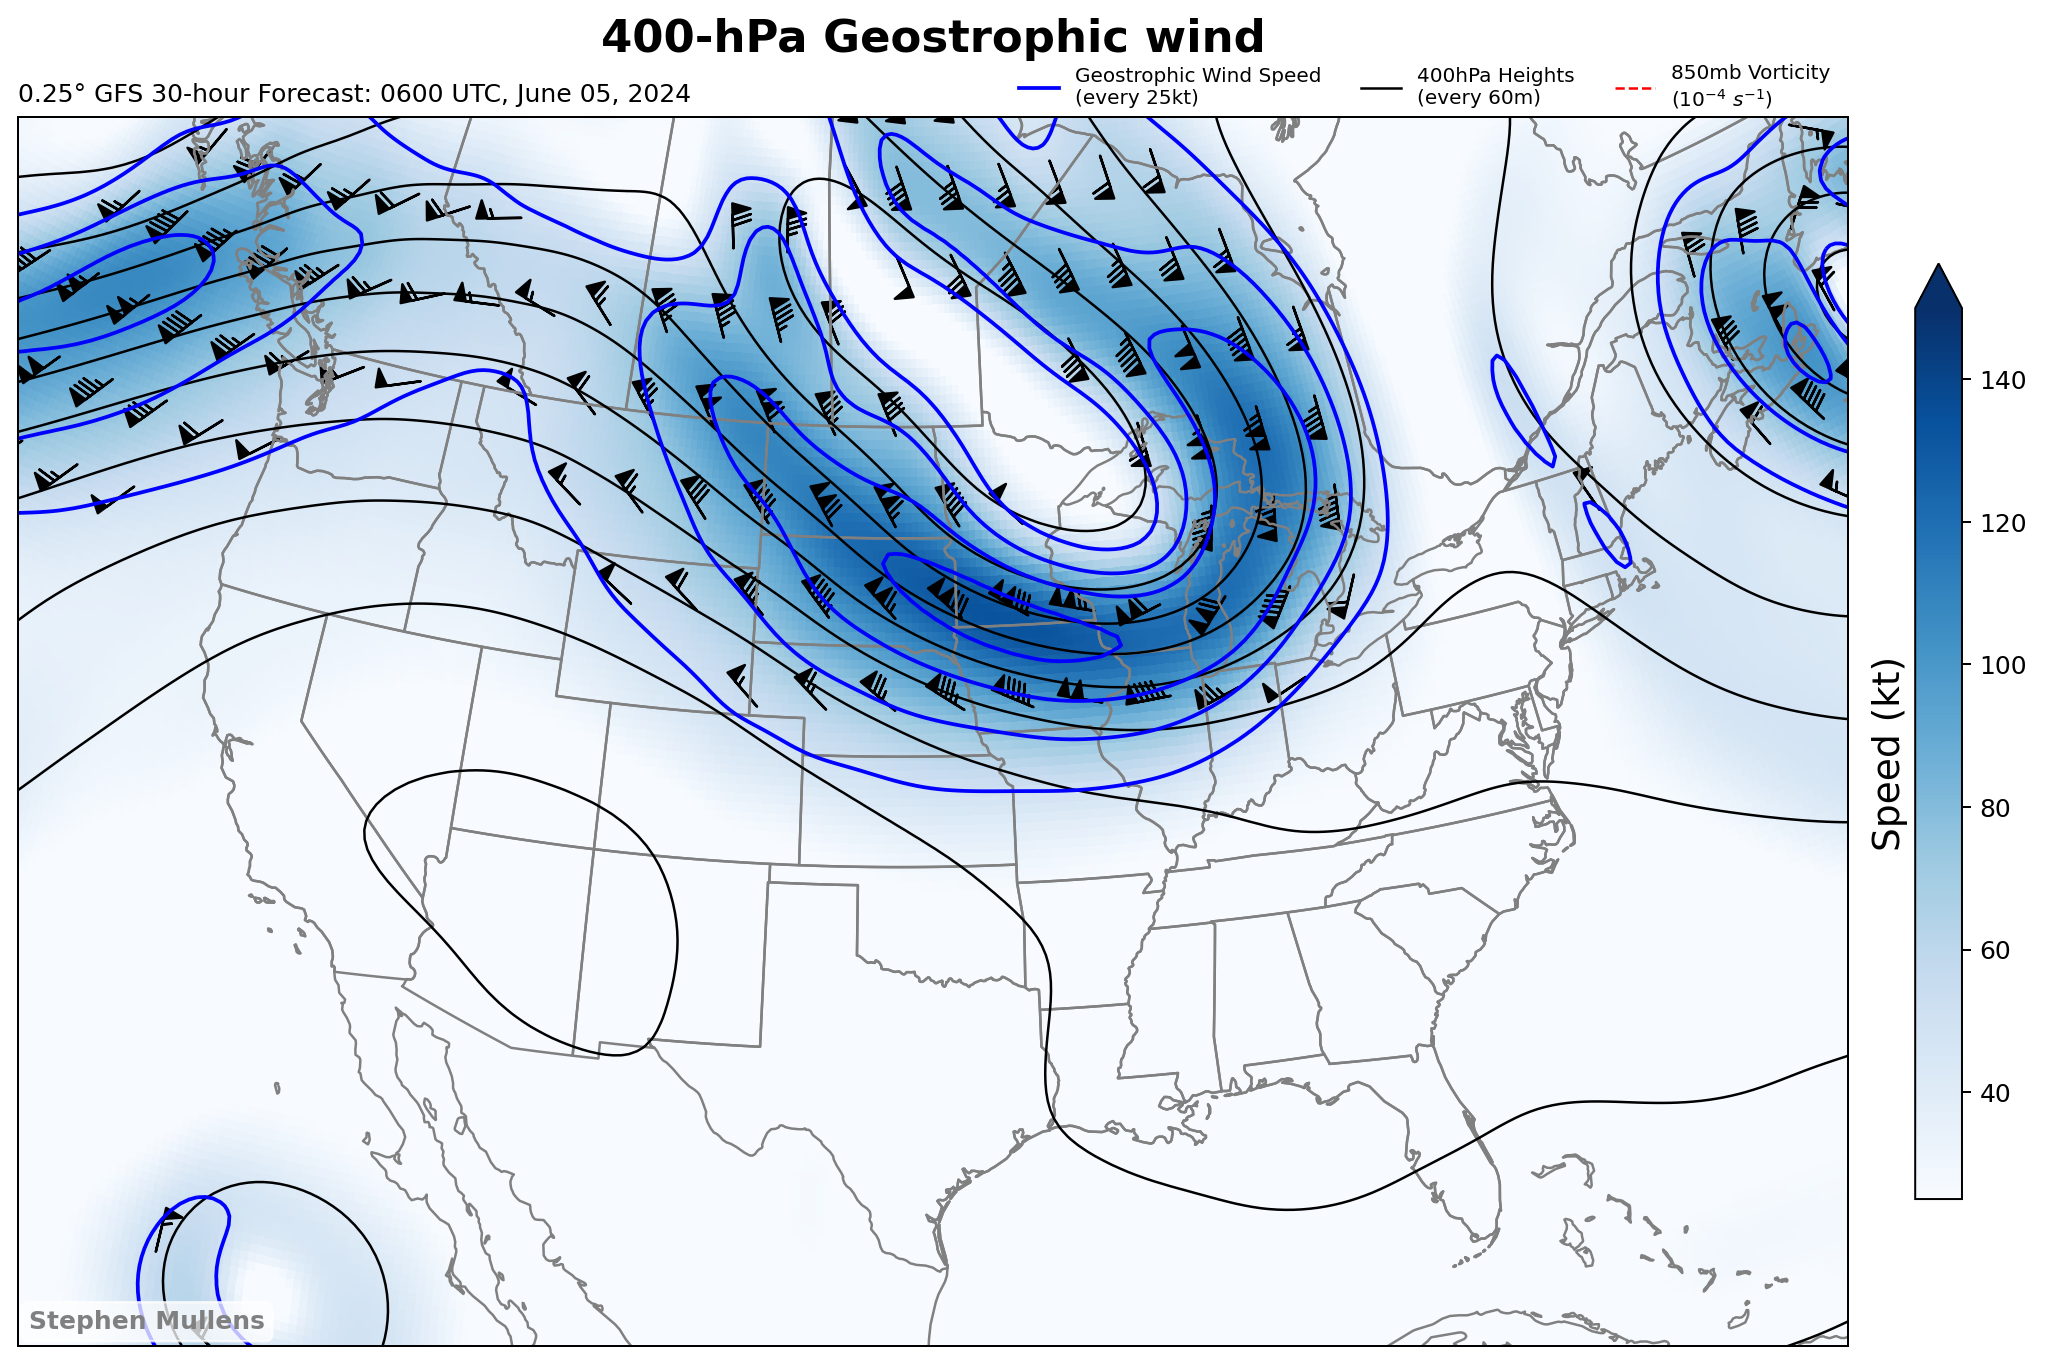 400-hPa Geostrophic wind
0.25° GFS 30-hour Forecast: 0600 UTC, June 05, 2024
Geostrophic Wind Speed
(every 25kt)
400hPa Heights
(every 60m)
850mb Vorticity
(10⁻⁴ s⁻¹)
140
120
100
80
60
40
Speed (kt)
Stephen Mullens